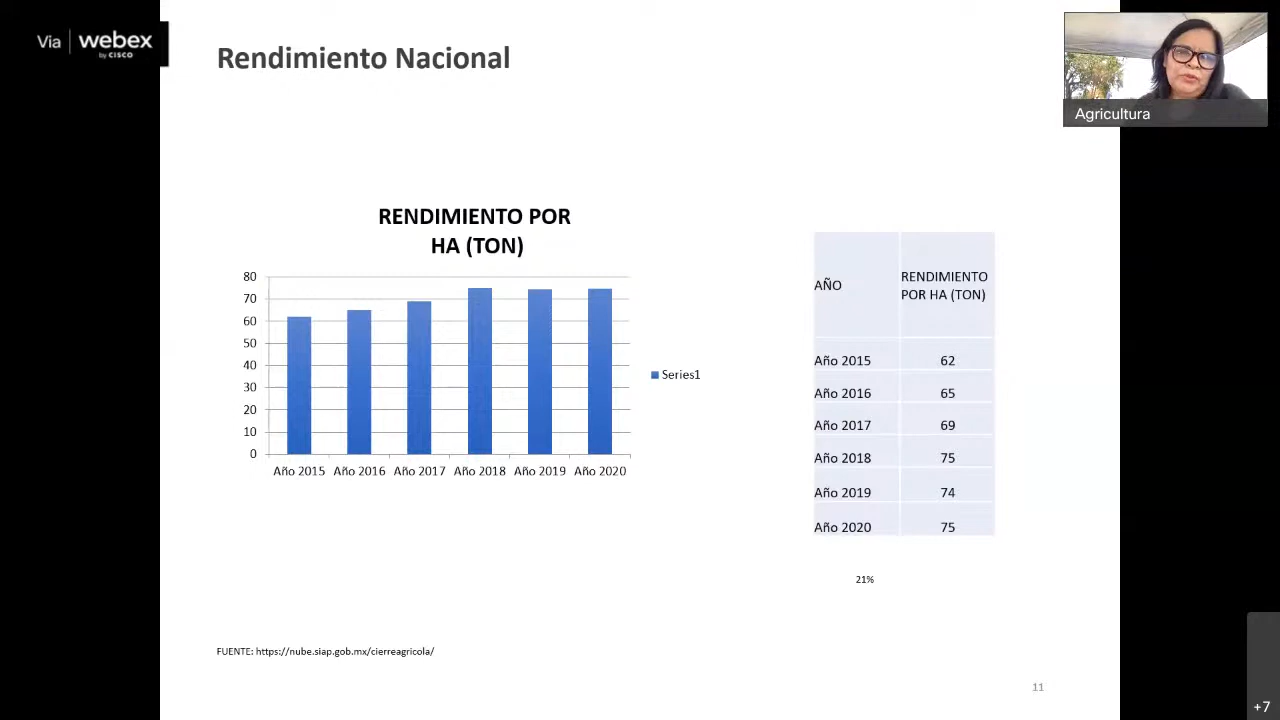 Via webex
by CISCO
Rendimiento Nacional
Agricultura
RENDIMIENTO POR
HA (TON)
80
70
60
50
40
30
20
10
0
Año 2015 Año 2016 Año 2017 Año 2018 Año 2019 Año 2020
Series1
AÑO RENDIMIENTO
POR HA (TON)
Año 2015 62
Año 2016 65
Año 2017 69
Año 2018 75
Año 2019 74
Año 2020 75
21%
FUENTE: https://nube.siap.gob.mx/cierreagricola/
11
+7